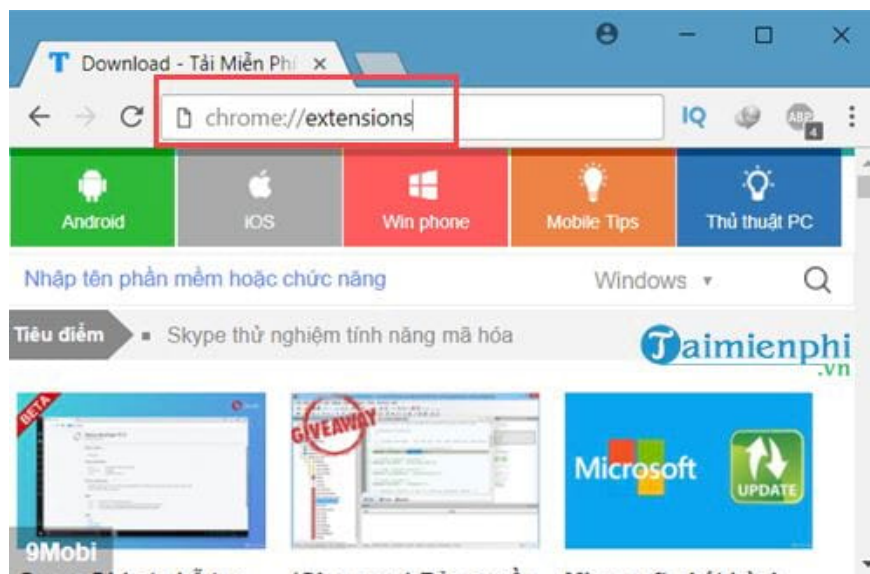 Download - Tải Miễn Phí
chrome://extensions
IQ
ABP
4
Android
iOS
Win phone
Mobile Tips
Thủ thuật PC
Nhập tên phần mềm hoặc chức năng
Windows
Tiêu điểm
Skype thử nghiệm tính năng mã hóa
Taimienphi
.vn
BETA
GIVEAWAY
Microsoft
UPDATE
9Mobi